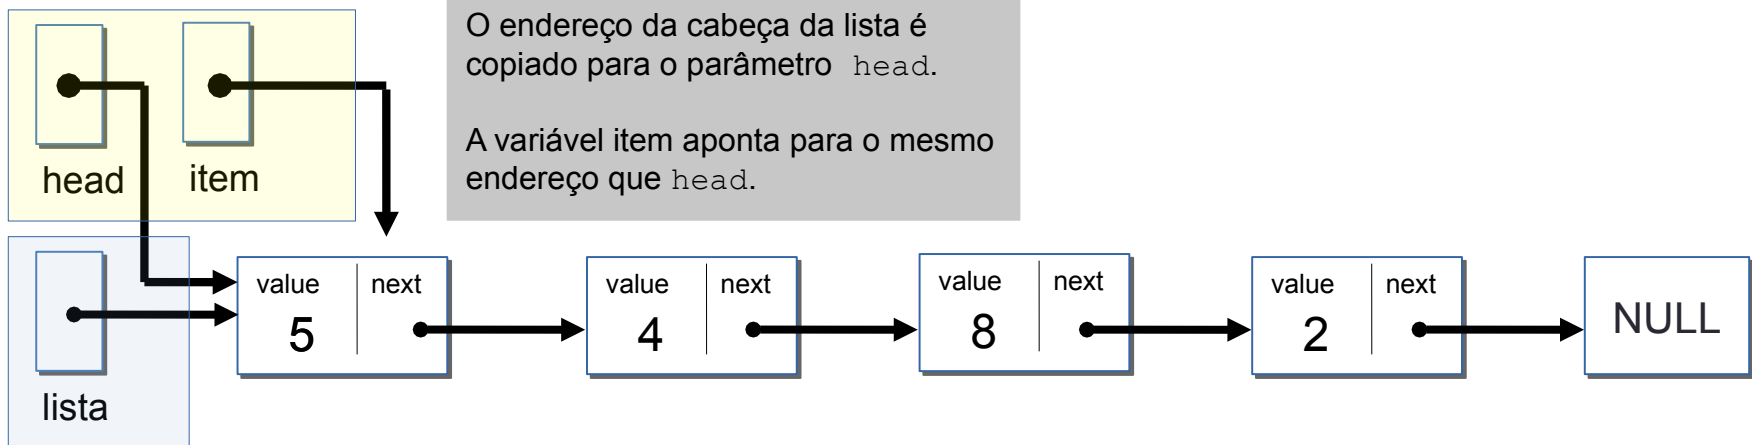 O endereço da cabeça da lista é
copiado para o parâmetro head.
A variável item aponta para o mesmo
endereço que head.
head item
value next
5
value next
4
value next
8
value next
2
NULL
lista